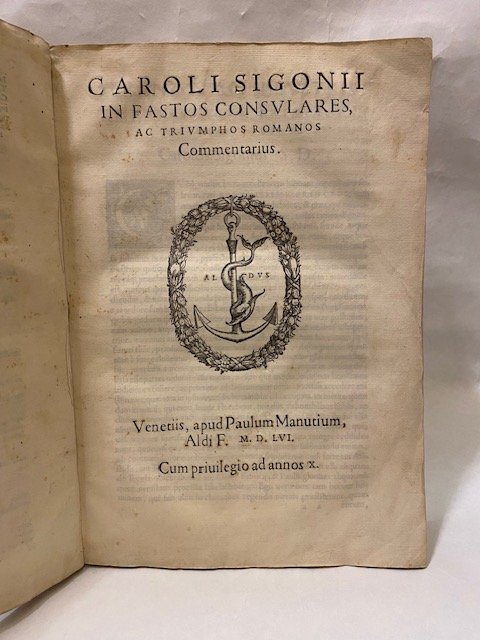 CAROLI SIGONII
IN FASTOS CONSVLARES,
AC TRIVMPHOS ROMANOS
Commentarius.
AL DVS
Venetiis, apud Paulum Manutium,
Aldi F. M. D. LVI.
Cum priuilegio ad annos X.